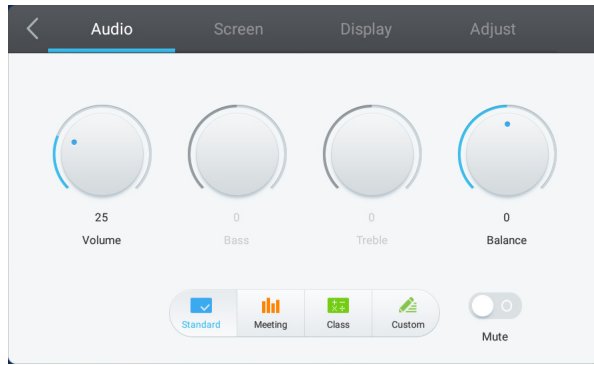 Audio Screen Display Adjust
25 0 0 0
Volume Bass Treble Balance
Standard Meeting Class Custom
Mute